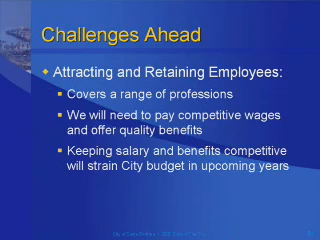 Challenges Ahead
Attracting and Retaining Employees:
Covers a range of professions
We will need to pay competitive wages
and offer quality benefits
Keeping salary and benefits competitive
will strain City budget in upcoming years